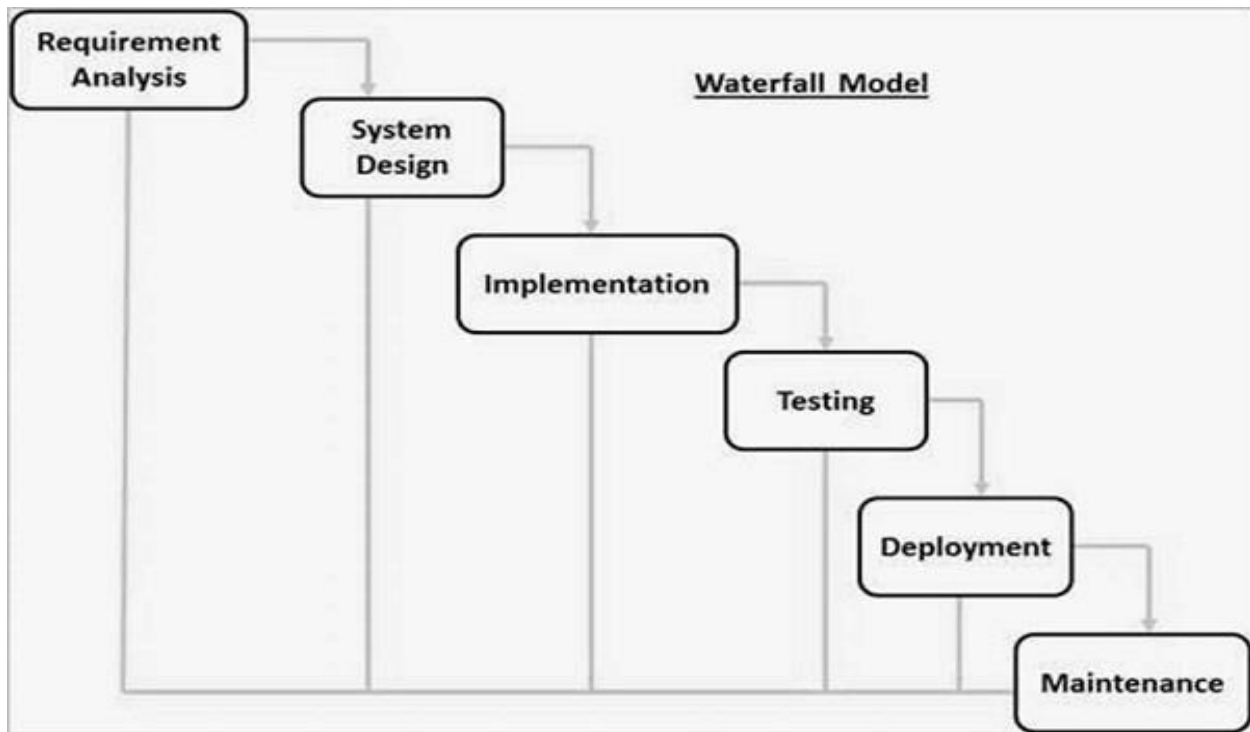 Requirement
Analysis
Waterfall Model
System
Design
Implementation
Testing
Deployment
Maintenance